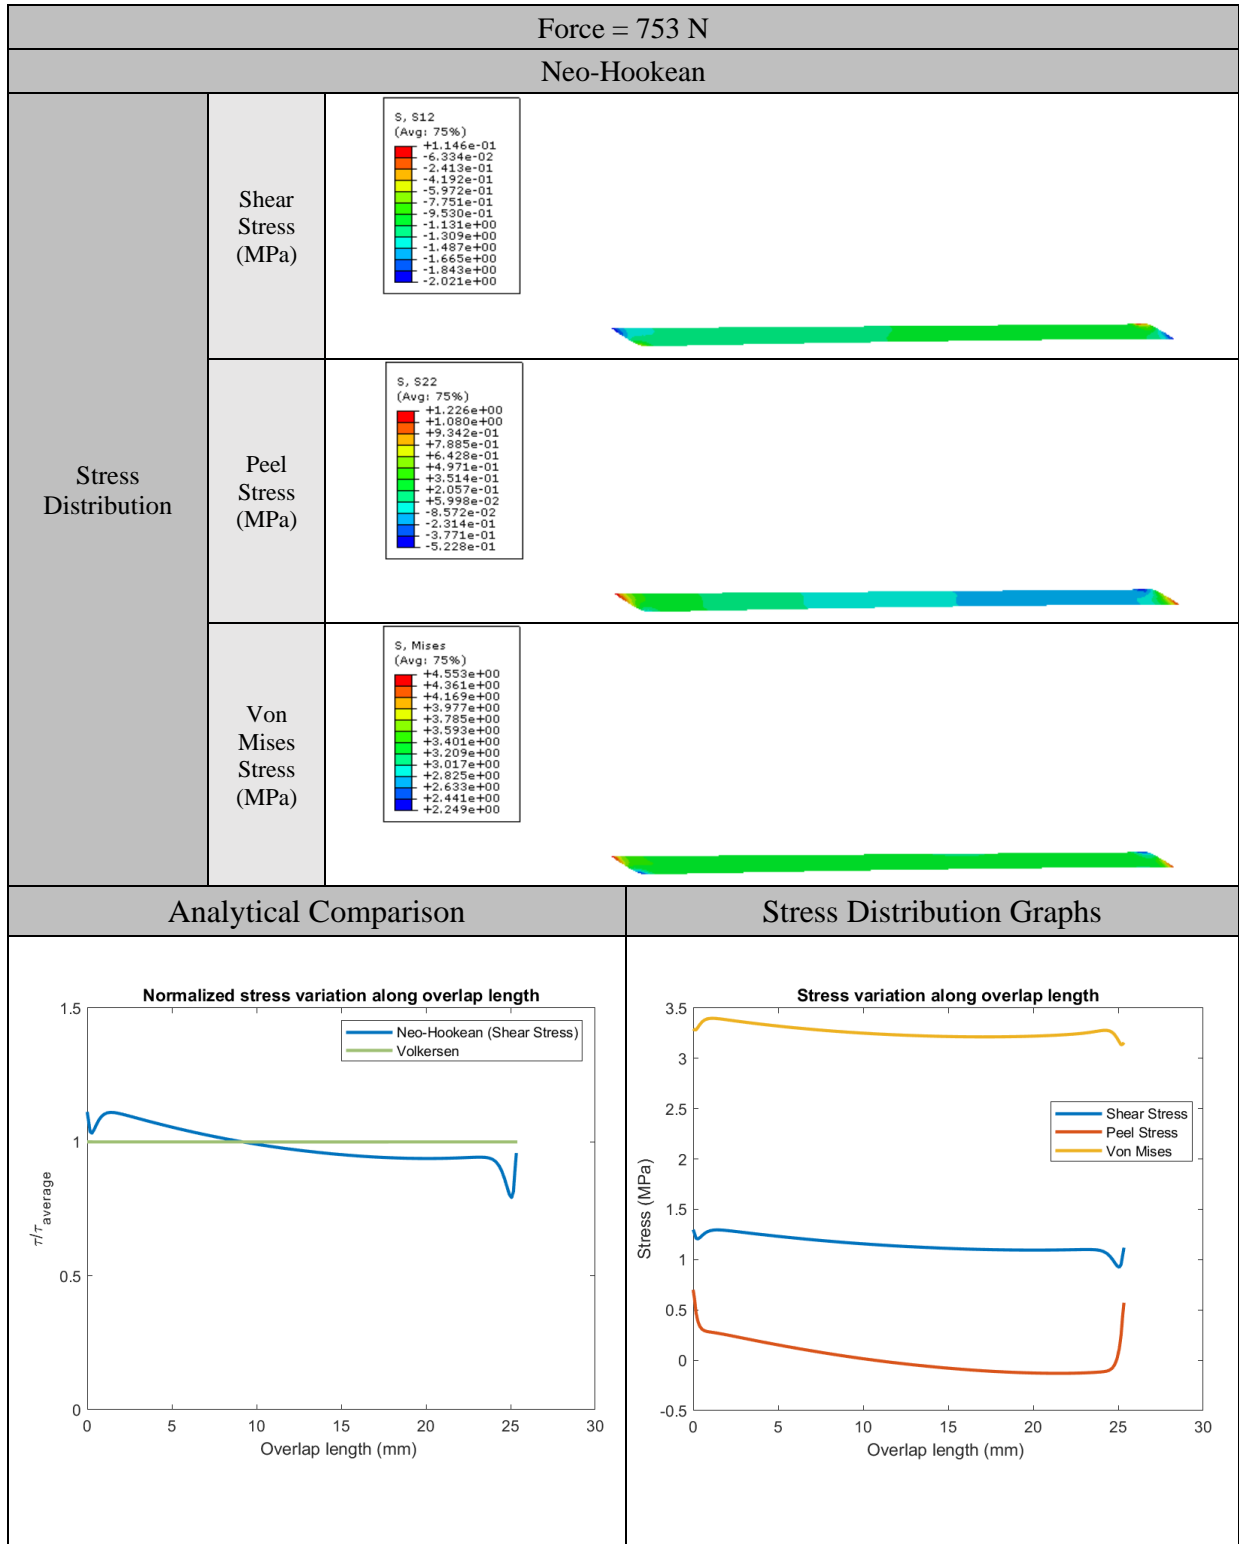 Force = 753 N
Neo-Hookean
Stress
Distribution
Shear
Stress
(MPa)
S, S12
(Avg: 75%)
+1.146e-01
-6.334e-02
-2.413e-01
-4.192e-01
-5.972e-01
-7.751e-01
-9.530e-01
-1.131e+00
-1.309e+00
-1.487e+00
-1.665e+00
-1.843e+00
-2.021e+00
Peel
Stress
(MPa)
S, S22
(Avg: 75%)
+1.226e+00
+1.080e+00
+9.342e-01
+7.885e-01
+6.428e-01
+4.971e-01
+3.514e-01
+2.057e-01
+5.998e-02
-8.572e-02
-2.314e-01
-3.771e-01
-5.228e-01
Von
Mises
Stress
(MPa)
S, Mises
(Avg: 75%)
+4.553e+00
+4.361e+00
+4.169e+00
+3.977e+00
+3.785e+00
+3.593e+00
+3.401e+00
+3.209e+00
+3.017e+00
+2.825e+00
+2.633e+00
+2.441e+00
+2.249e+00
Analytical Comparison
Normalized stress variation along overlap length
1.5
1
0.5
0
τ/τaverage
Neo-Hookean (Shear Stress)
Volkersen
0 5 10 15 20 25 30
Overlap length (mm)
Stress Distribution Graphs
Stress variation along overlap length
3.5
3
2.5
2
1.5
1
0.5
0
-0.5
Stress (MPa)
Shear Stress
Peel Stress
Von Mises
0 5 10 15 20 25 30
Overlap length (mm)